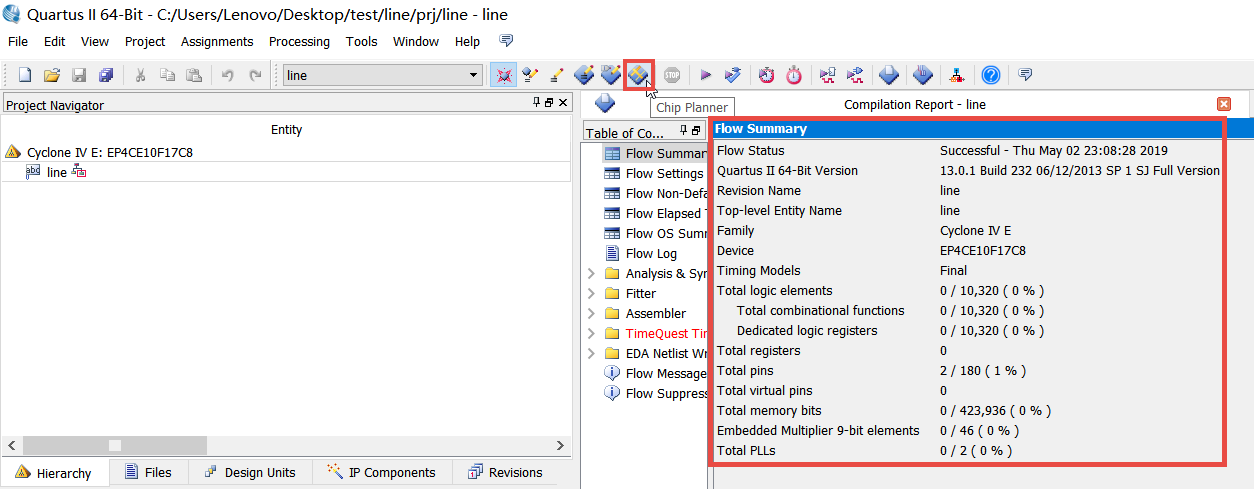 Quartus II 64-Bit - C:/Users/Lenovo/Desktop/test/line/prj/line - line
File Edit View Project Assignments Processing Tools Window Help
line
STOP
Chip Planner
Project Navigator
Entity
Cyclone IV E: EP4CE10F17C8
abd line
Hierarchy Files Design Units IP Components Revisions
Compilation Report - line
Table of Co...
Flow Summar
Flow Settings
Flow Non-Defa
Flow Elapsed T
Flow OS Summ
Flow Log
Analysis & Syn
Fitter
Assembler
TimeQuest Tim
EDA Netlist Wr
Flow Message
Flow Suppress
Flow Summary
Flow Status Successful - Thu May 02 23:08:28 2019
Quartus II 64-Bit Version 13.0.1 Build 232 06/12/2013 SP 1 SJ Full Version
Revision Name line
Top-level Entity Name line
Family Cyclone IV E
Device EP4CE10F17C8
Timing Models Final
Total logic elements 0 / 10,320 ( 0 % )
Total combinational functions 0 / 10,320 ( 0 % )
Dedicated logic registers 0 / 10,320 ( 0 % )
Total registers 0
Total pins 2 / 180 ( 1 % )
Total virtual pins 0
Total memory bits 0 / 423,936 ( 0 % )
Embedded Multiplier 9-bit elements 0 / 46 ( 0 % )
Total PLLs 0 / 2 ( 0 % )